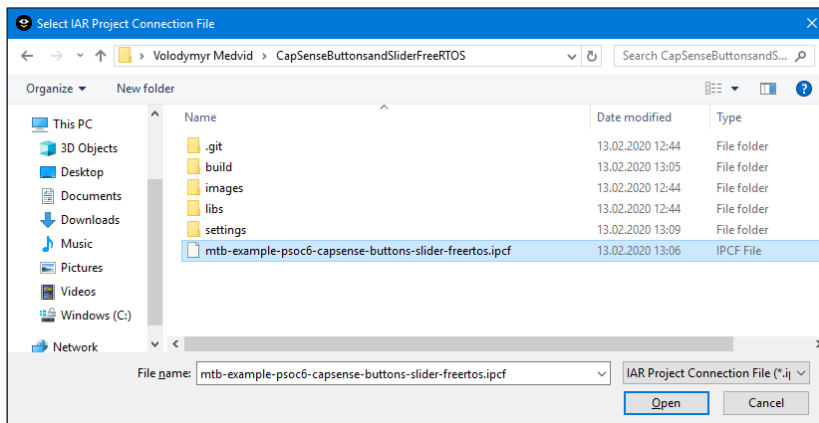 Select IAR Project Connection File
Volodymyr Medvid > CapSenseButtonsandSliderFreeRTOS
Search CapSenseButtonsandS...
Organize
New folder
This PC
3D Objects
Desktop
Documents
Downloads
Music
Pictures
Videos
Windows (C:)
Network
Name Date modified Type
.git 13.02.2020 12:44 File folder
build 13.02.2020 13:05 File folder
images 13.02.2020 12:44 File folder
libs 13.02.2020 12:44 File folder
settings 13.02.2020 13:09 File folder
mtb-example-psoc6-capsense-buttons-slider-freertos.ipcf 13.02.2020 13:06 IPCF File
File name: mtb-example-psoc6-capsense-buttons-slider-freertos.ipcf
IAR Project Connection File (*.ip
Open Cancel